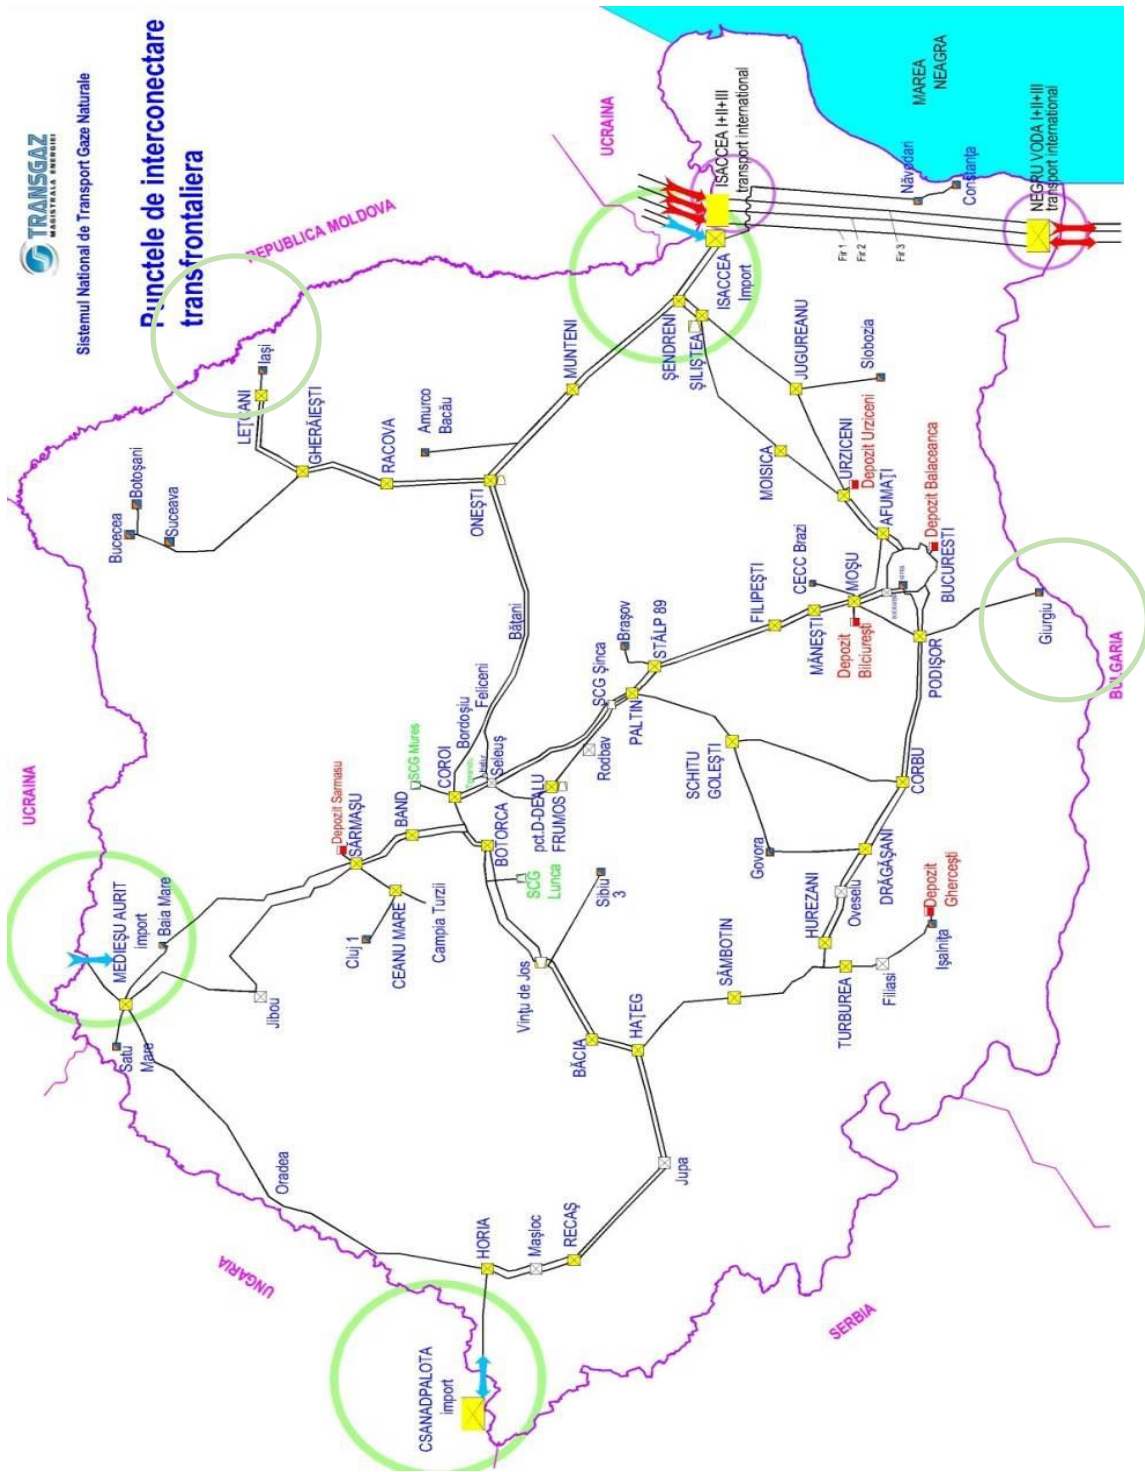 TRANSGAZ
MAGISTRALA ENERGIEI
Sistemul National de Transport Gaze Naturale
Punctele de interconectare
transfrontaliera
UCRAINA
REPUBLICA MOLDOVA
UCRAINA
UNGARIA
SERBIA
BULGARIA
MAREA
NEAGRA
ISACCEA I+II+III
transport international
NEGRU VODA I+II+III
transport international
ISACCEA
Import
Năvodari
Constanța
Fir 1
Fir 2
Fir 3
MEDIEȘU AURIT
import
Baia Mare
Satu
Mare
Jibou
Oradea
CSANADPALOTA
import
HORIA
Mașloc
RECAȘ
Jupa
Bucecea
Botoșani
Suceava
LEȚCANI
Iași
GHERĂIEȘTI
RACOVA
Amurco
Bacău
ONEȘTI
MUNTENI
ȘENDRENI
ȘILIȘTEA
JUGUREANU
Slobozia
MOISICA
URZICENI
Depozit Urziceni
AFUMAȚI
Depozit Balaceanca
BUCURESTI
CECC Brazi
MOȘU
FILIPEȘTI
MĂNEȘTI
Depozit
Bilciurești
PODIȘOR
Giurgiu
Depozit Sarmasu
SĂRMAȘU
BAND
SCG Mures
COROI
Bordoșiu
Feliceni
Bățani
Seleuș
BOTORCA
SCG
Lunca
CEANU MARE
Cluj 1
Campia Turzii
pct.D-DEALU
FRUMOS
Rodbav
SCG Șinca
Brașov
STÂLP 89
PALTIN
SCHITU
GOLEȘTI
CORBU
Govora
DRĂGĂȘANI
Oveselu
HUREZANI
Sibiu
3
Vințu de Jos
BĂCIA
HAȚEG
SÂMBOTIN
TURBUREA
Filiasi
Ișalnița
Depozit
Ghercești